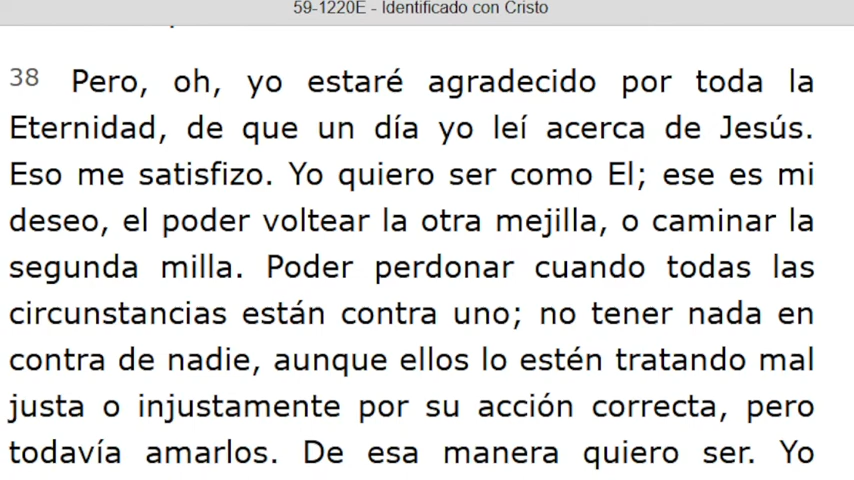 59-1220E - Identificado con Cristo
38 Pero, oh, yo estaré agradecido por toda la
Eternidad, de que un día yo leí acerca de Jesús.
Eso me satisfizo. Yo quiero ser como El; ese es mi
deseo, el poder voltear la otra mejilla, o caminar la
segunda milla. Poder perdonar cuando todas las
circunstancias están contra uno; no tener nada en
contra de nadie, aunque ellos lo estén tratando mal
justa o injustamente por su acción correcta, pero
todavía amarlos. De esa manera quiero ser. Yo